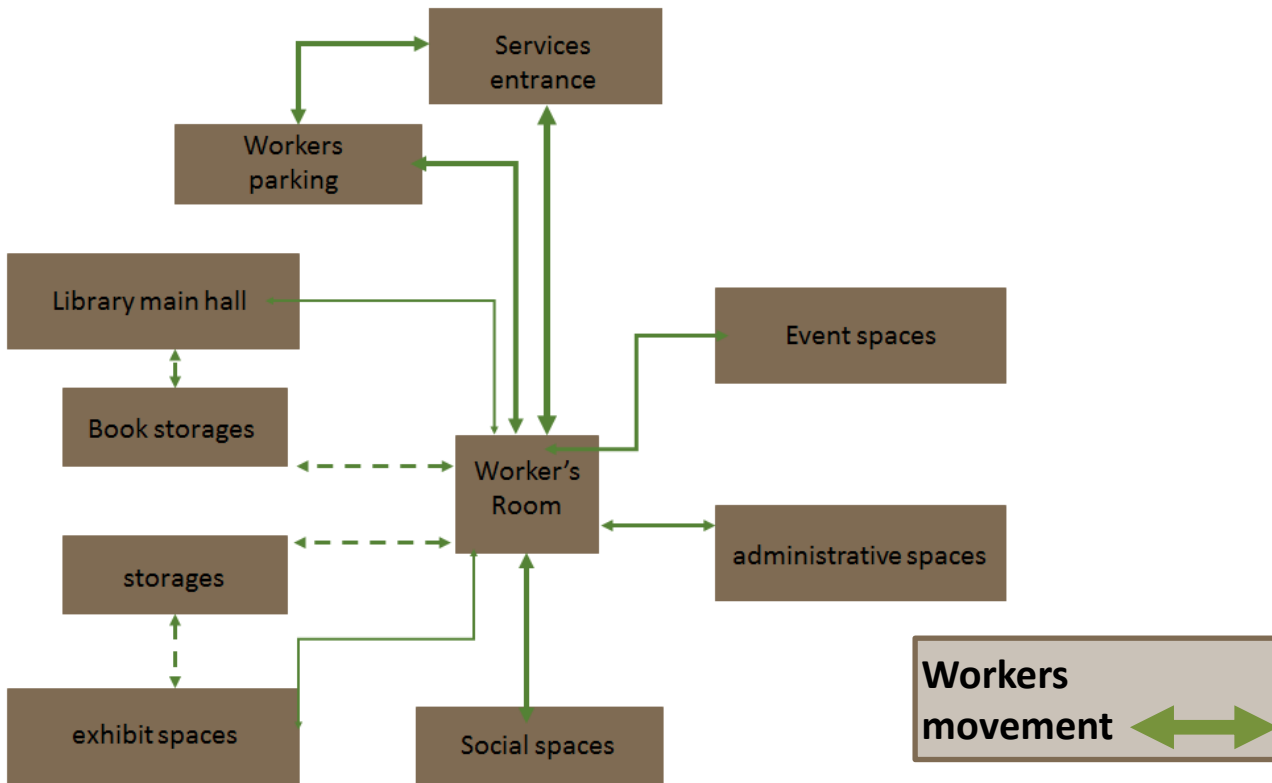 Services
entrance
Workers
parking
Library main hall
Event spaces
Book storages
Worker’s
Room
administrative spaces
storages
exhibit spaces
Social spaces
Workers
movement